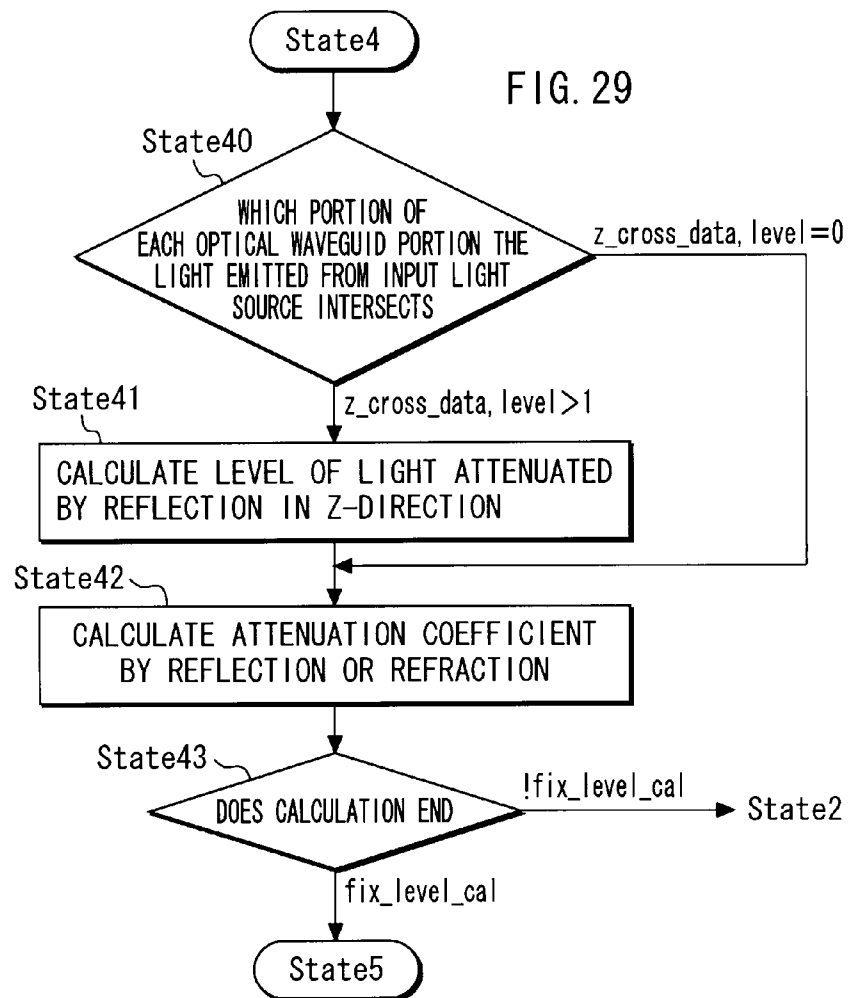 State4
FIG. 29
State40
WHICH PORTION OF
EACH OPTICAL WAVEGUID PORTION THE
LIGHT EMITTED FROM INPUT LIGHT
SOURCE INTERSECTS
z_cross_data, level=0
z_cross_data, level>1
State41
CALCULATE LEVEL OF LIGHT ATTENUATED
BY REFLECTION IN Z-DIRECTION
State42
CALCULATE ATTENUATION COEFFICIENT
BY REFLECTION OR REFRACTION
State43
DOES CALCULATION END
!fix_level_cal
State2
fix_level_cal
State5